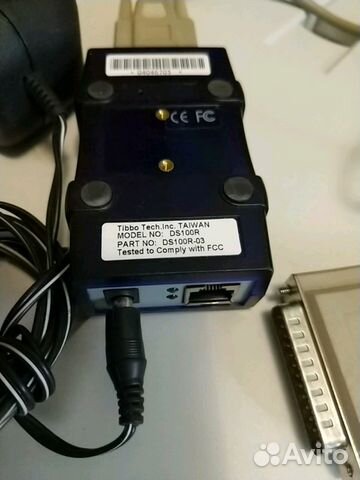 * 04046703 *
CE FC
Tibbo Tech.Inc. TAIWAN
MODEL NO: DS100R
PART NO: DS100R-03
Tested to Comply with FCC
Avito